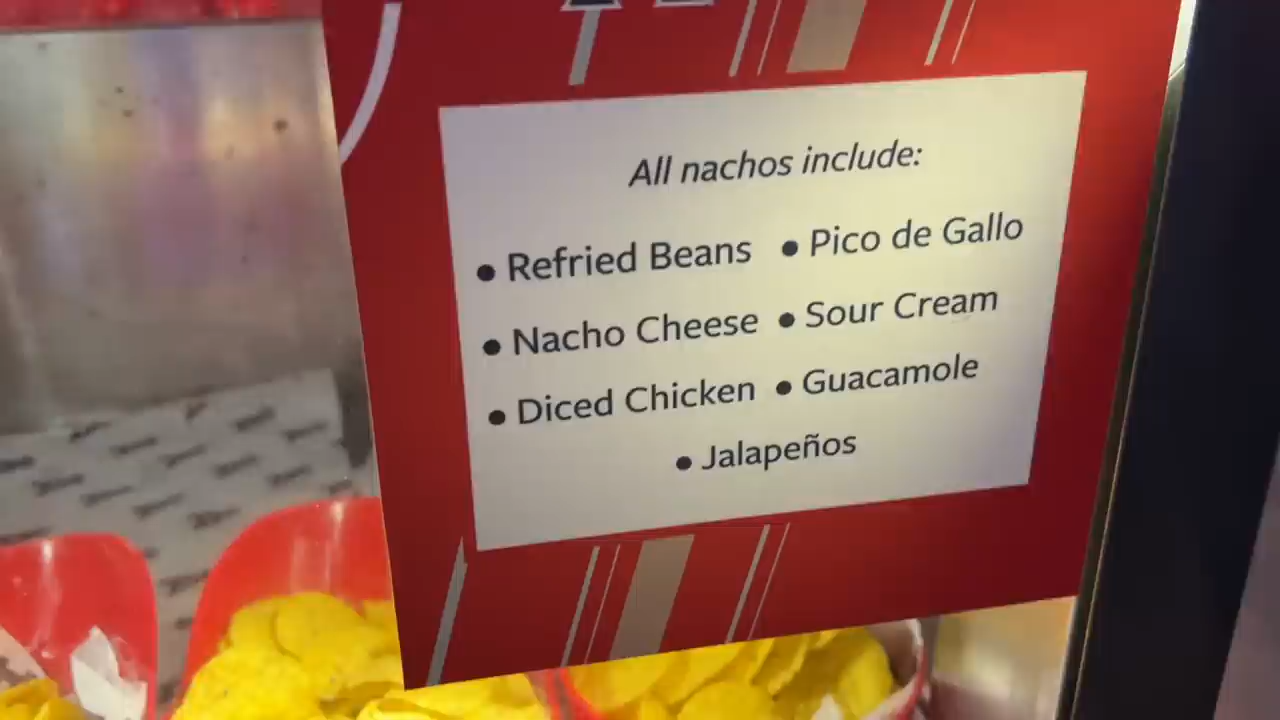 All nachos include:
• Refried Beans • Pico de Gallo
• Nacho Cheese • Sour Cream
• Diced Chicken • Guacamole
• Jalapeños